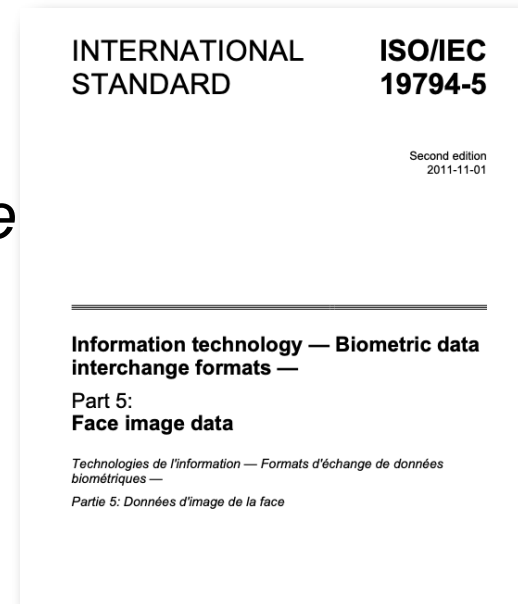 INTERNATIONAL STANDARD
ISO/IEC 19794-5
Second edition
2011-11-01
e
Information technology — Biometric data
interchange formats —
Part 5:
Face image data
Technologies de l'information — Formats d'échange de données
biométriques —
Partie 5: Données d'image de la face